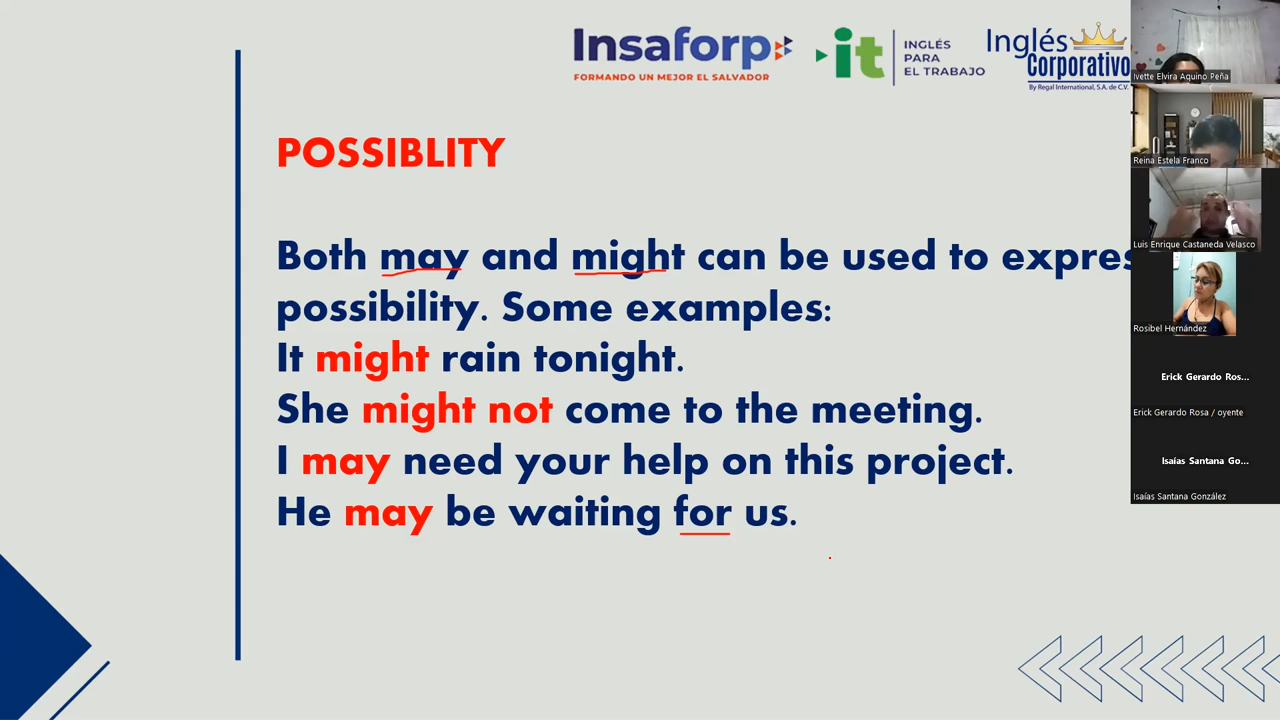 Insaforp
FORMANDO UN MEJOR EL SALVADOR
it
INGLÉS
PARA
EL TRABAJO
Inglés
Corporativo
By Regal International, S.A. de C.V.
POSSIBLITY
Both may and might can be used to expres
possibility. Some examples:
It might rain tonight.
She might not come to the meeting.
I may need your help on this project.
He may be waiting for us.
Ivette Elvira Aquino Peña
Reina Estela Franco
Luis Enrique Castaneda Velasco
Rosibel Hernández
Erick Gerardo Ros...
Erick Gerardo Rosa / oyente
Isaías Santana Go...
Isaías Santana González